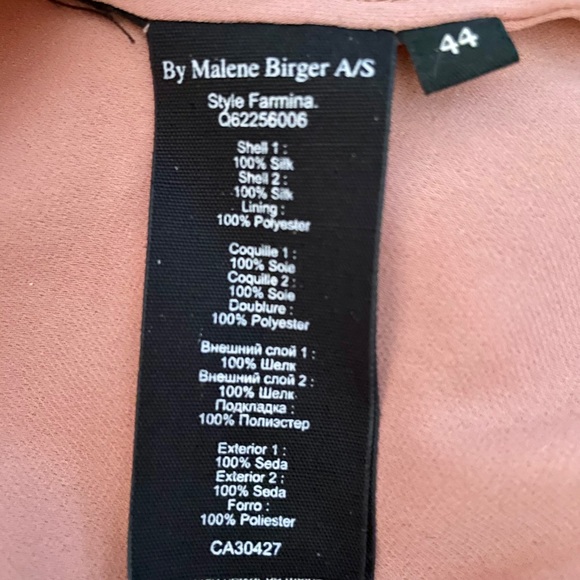 By Malene Birger A/S
44
Style Farmina.
Q62256006
Shell 1 :
100% Silk
Shell 2 :
100% Silk
Lining :
100% Polyester
Coquille 1 :
100% Soie
Coquille 2 :
100% Soie
Doublure :
100% Polyester
Внешний слой 1 :
100% Шелк
Внешний слой 2 :
100% Шелк
Подкладка :
100% Полиэстер
Exterior 1 :
100% Seda
Exterior 2 :
100% Seda
Forro :
100% Poliester
CA30427